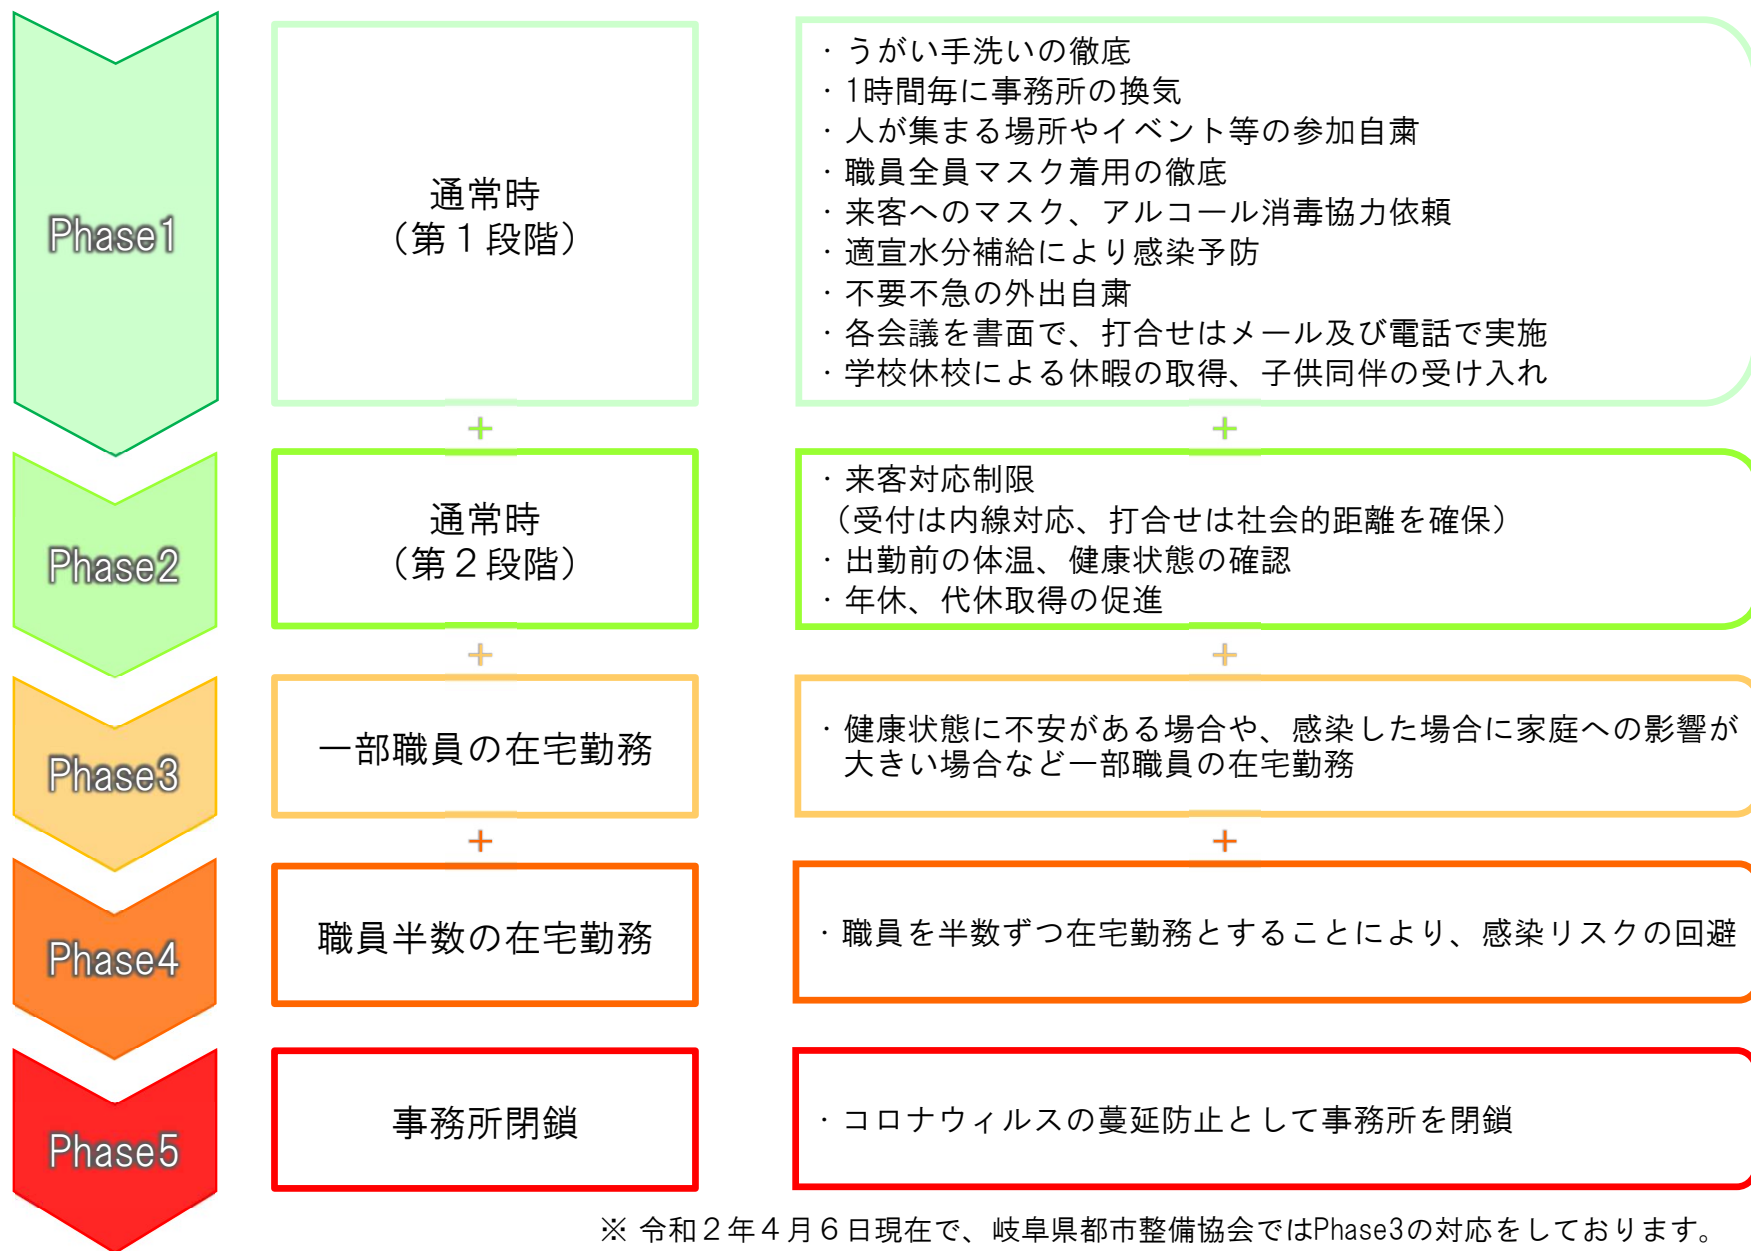 Phase1
通常時
（第１段階）
・うがい手洗いの徹底
・1時間毎に事務所の換気
・人が集まる場所やイベント等の参加自粛
・職員全員マスク着用の徹底
・来客へのマスク、アルコール消毒協力依頼
・適宣水分補給により感染予防
・不要不急の外出自粛
・各会議を書面で、打合せはメール及び電話で実施
・学校休校による休暇の取得、子供同伴の受け入れ
+
+
Phase2
通常時
（第２段階）
・来客対応制限
（受付は内線対応、打合せは社会的距離を確保）
・出勤前の体温、健康状態の確認
・年休、代休取得の促進
+
+
Phase3
一部職員の在宅勤務
・健康状態に不安がある場合や、感染した場合に家庭への影響が
大きい場合など一部職員の在宅勤務
+
+
Phase4
職員半数の在宅勤務
・職員を半数ずつ在宅勤務とすることにより、感染リスクの回避
Phase5
事務所閉鎖
・コロナウィルスの蔓延防止として事務所を閉鎖
※ 令和２年４月６日現在で、岐阜県都市整備協会ではPhase3の対応をしております。